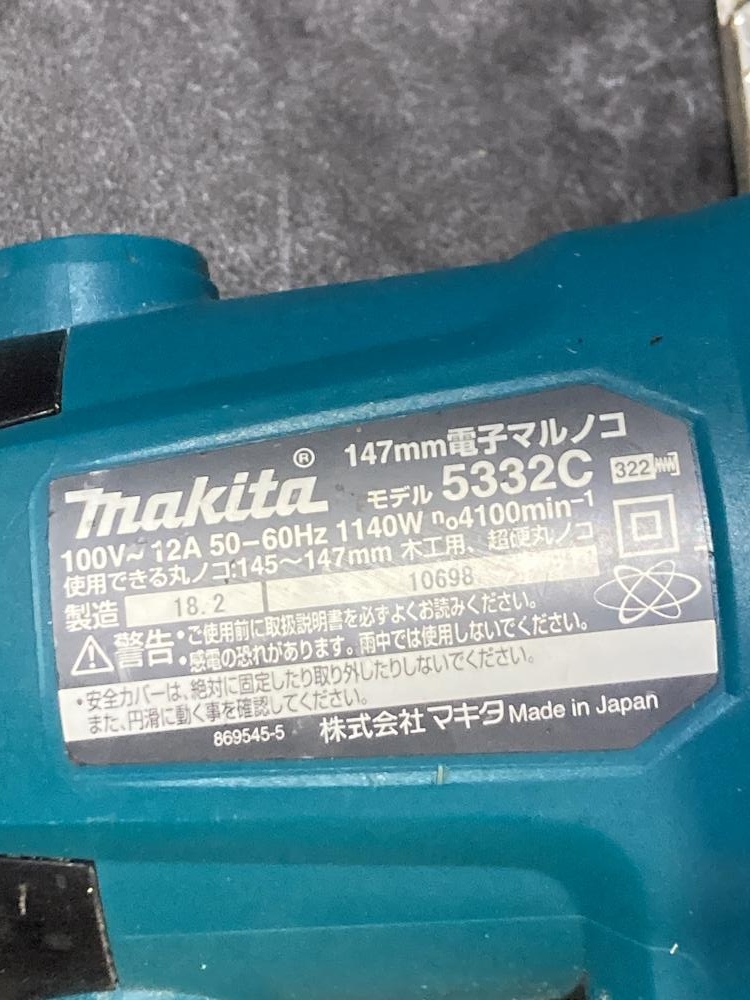 makita®
147mm電子マルノコ
モデル 5332C
322
100V~ 12A 50-60Hz 1140W n₀4100min⁻¹
使用できる丸ノコ:145~147mm 木工用、超硬丸ノコ
製造 18.2 10698
⚠警告 •ご使用前に取扱説明書を必ずよくお読みください。
•感電の恐れがあります。雨中では使用しないでください。
•安全カバーは、絶対に固定したり取り外したりしないでください。
また、円滑に動く事を確認してください。
869545-5 株式会社 マキタ Made in Japan